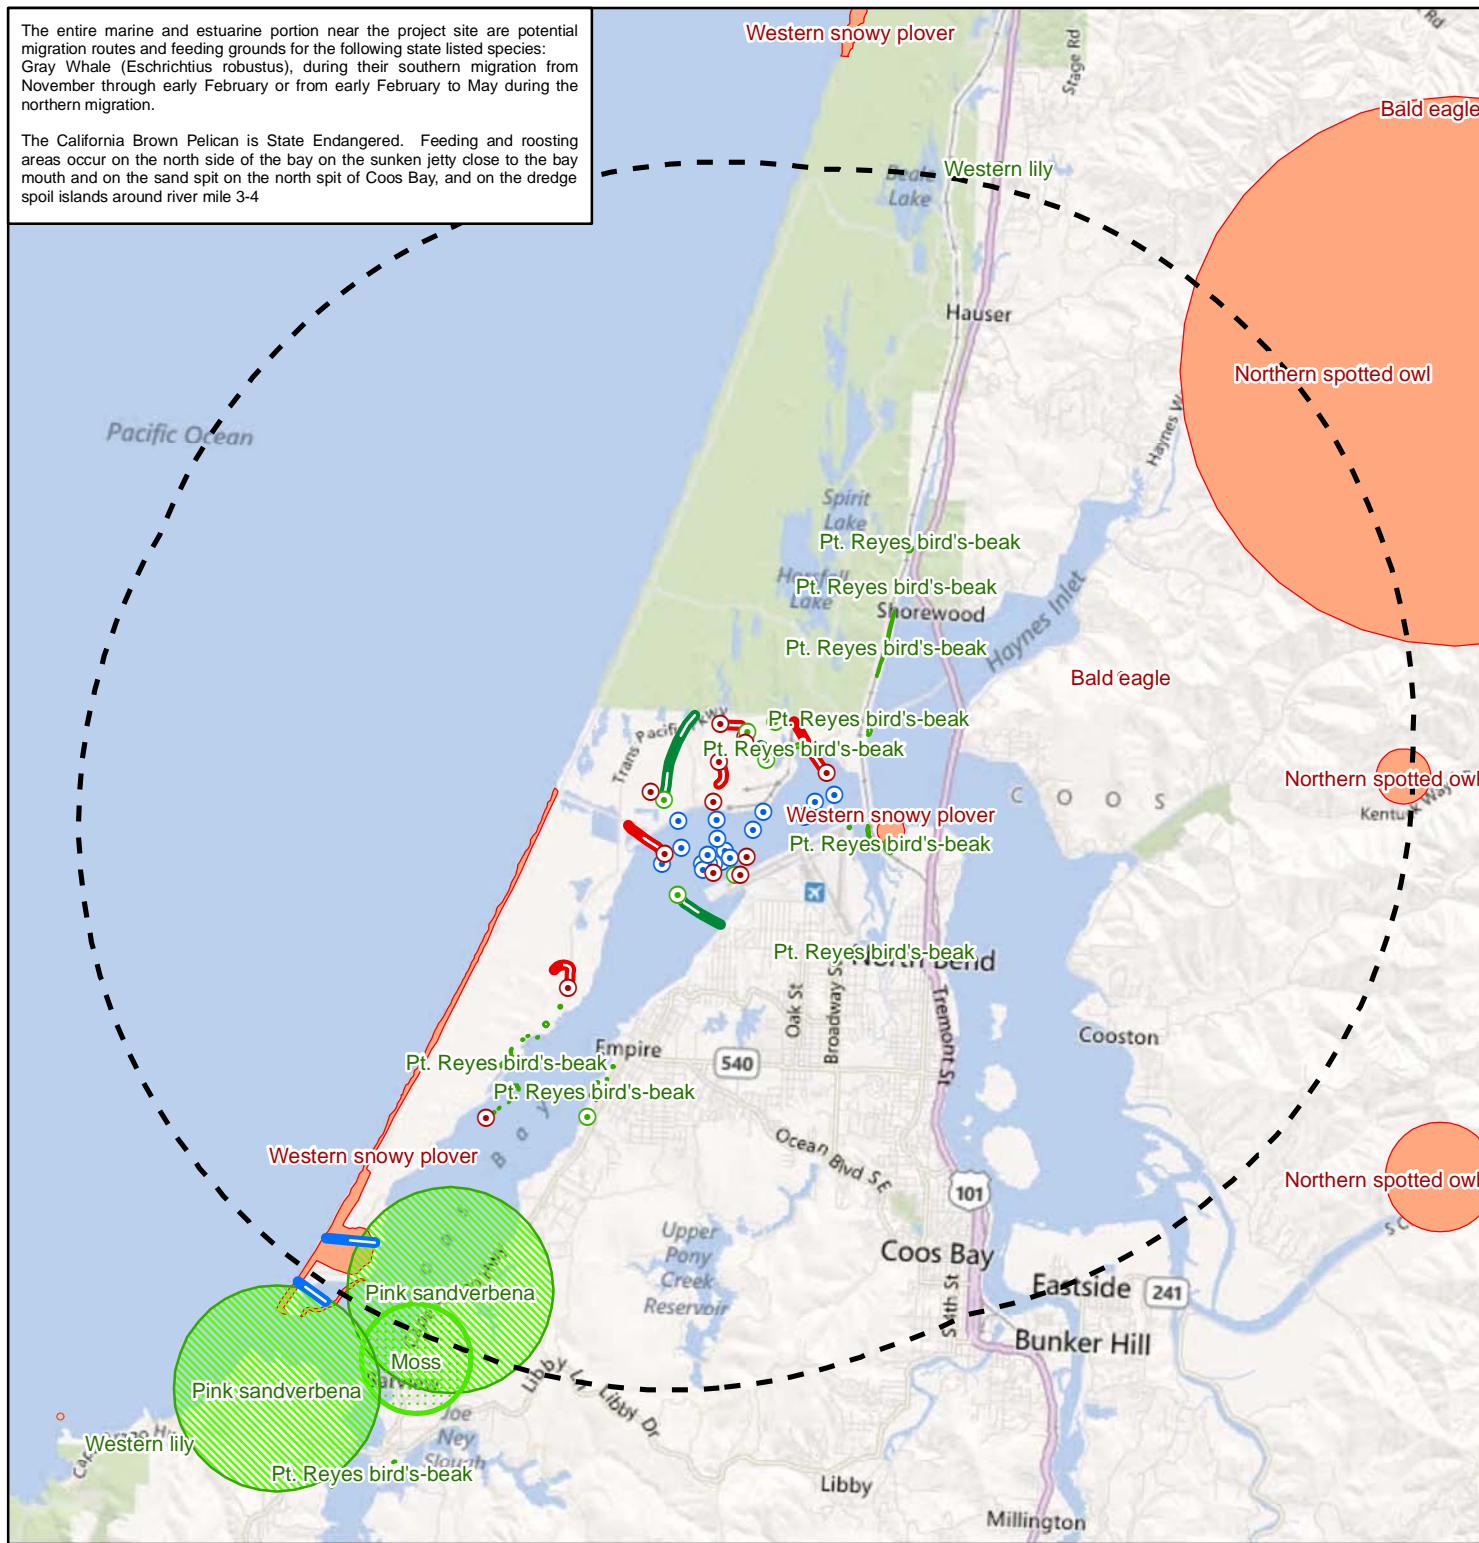 The entire marine and estuarine portion near the project site are potential
migration routes and feeding grounds for the following state listed species:
Gray Whale (Eschrichtius robustus), during their southern migration from
November through early February or from early February to May during the
northern migration.
The California Brown Pelican is State Endangered. Feeding and roosting
areas occur on the north side of the bay on the sunken jetty close to the bay
mouth and on the sand spit on the north spit of Coos Bay, and on the dredge
spoil islands around river mile 3-4
Western snowy plover
Stage Rd
Rd
Bald eagle
Western lily
Beale
Lake
Hauser
Northern spotted owl
Pacific Ocean
Haynes W
Spirit
Lake
Pt. Reyes bird's-beak
Horsfall
Lake
Pt. Reyes bird's-beak
Shorewood
Haynes Inlet
Pt. Reyes bird's-beak
Bald eagle
Trans Pacific Pkwy
Pt. Reyes bird's-beak
Pt. Reyes bird's-beak
Northern spotted owl
COOS
Kentuck Way
Western snowy plover
Pt. Reyes bird's-beak
Pt. Reyes bird's-beak
North Bend
Oak St
Broadway St
Tremont St
Cooston
Empire
540
Pt. Reyes bird's-beak
Pt. Reyes bird's-beak
Bay
Ocean Blvd SE
Western snowy plover
Northern spotted owl
101
S C
Upper
Pony
Creek
Reservoir
Coos Bay
Eastside
241
S 4th St
Pink sandverbena
Bunker Hill
Moss
Pink sandverbena
Libby Ln
Libby Dr
Joe
Ney
Slough
Western lily
Pt. Reyes bird's-beak
Libby
Millington